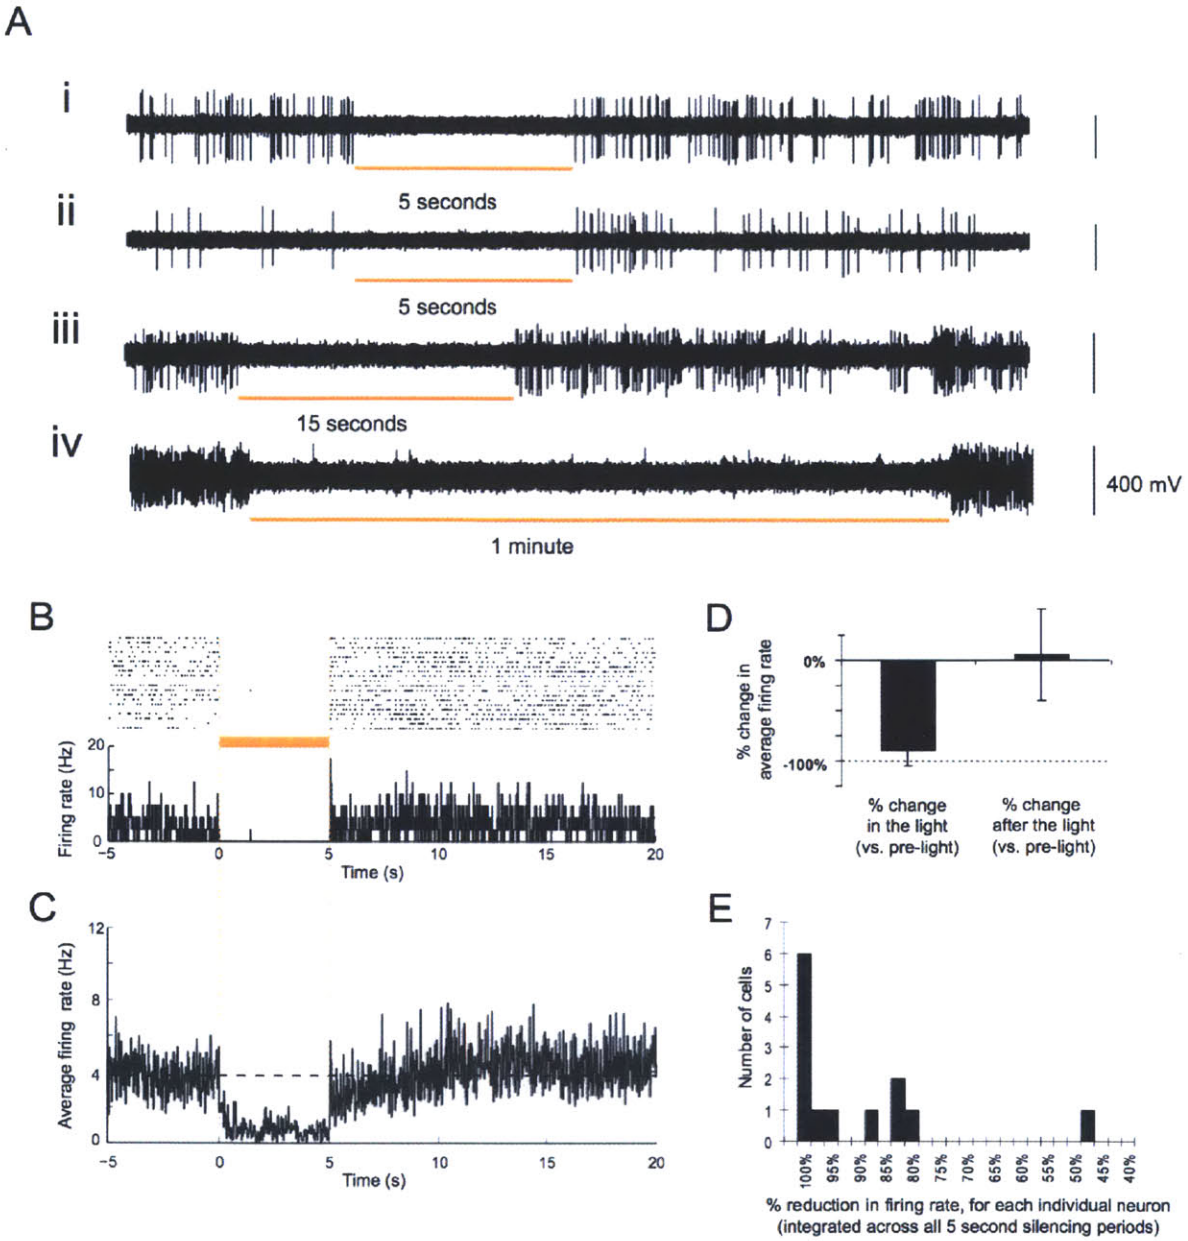 A
i
5 seconds
ii
5 seconds
iii
15 seconds
iv
400 mV
1 minute
B
20
10
0
Firing rate (Hz)
−5 0 5 10 15 20
Time (s)
C
12
8
4
0
Average firing rate (Hz)
−5 0 5 10 15 20
Time (s)
D
% change in
average firing rate
0%
-100%
% change
in the light
(vs. pre-light)
% change
after the light
(vs. pre-light)
E
7
6
5
4
3
2
1
0
Number of cells
100% 95% 90% 85% 80% 75% 70% 65% 60% 55% 50% 45% 40%
% reduction in firing rate, for each individual neuron
(integrated across all 5 second silencing periods)